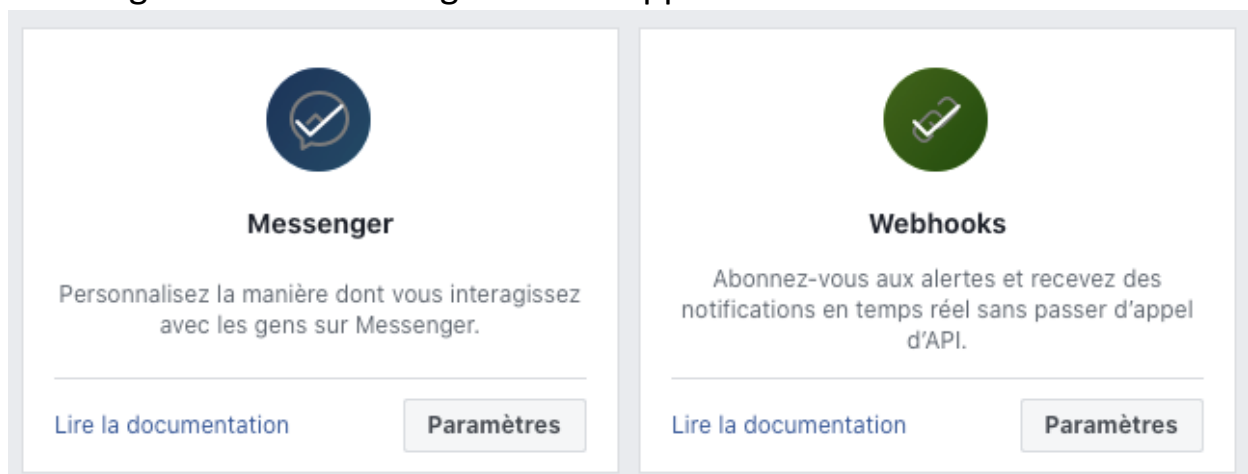 Messenger
Personnalisez la manière dont vous interagissez
avec les gens sur Messenger.
Lire la documentation
Paramètres
Webhooks
Abonnez-vous aux alertes et recevez des
notifications en temps réel sans passer d’appel
d’API.
Lire la documentation
Paramètres